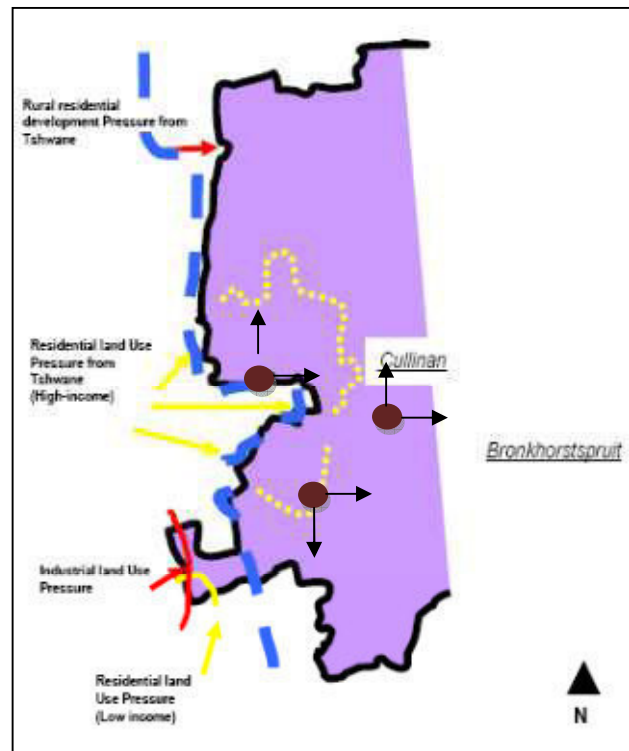 Rural residential
development Pressure from
Tshwane
Residential land Use
Pressure from
Tshwane
(High-income)
Cullinan
Bronkhorstspruit
Industrial land Use
Pressure
Residential land
Use Pressure
(Low income)
N